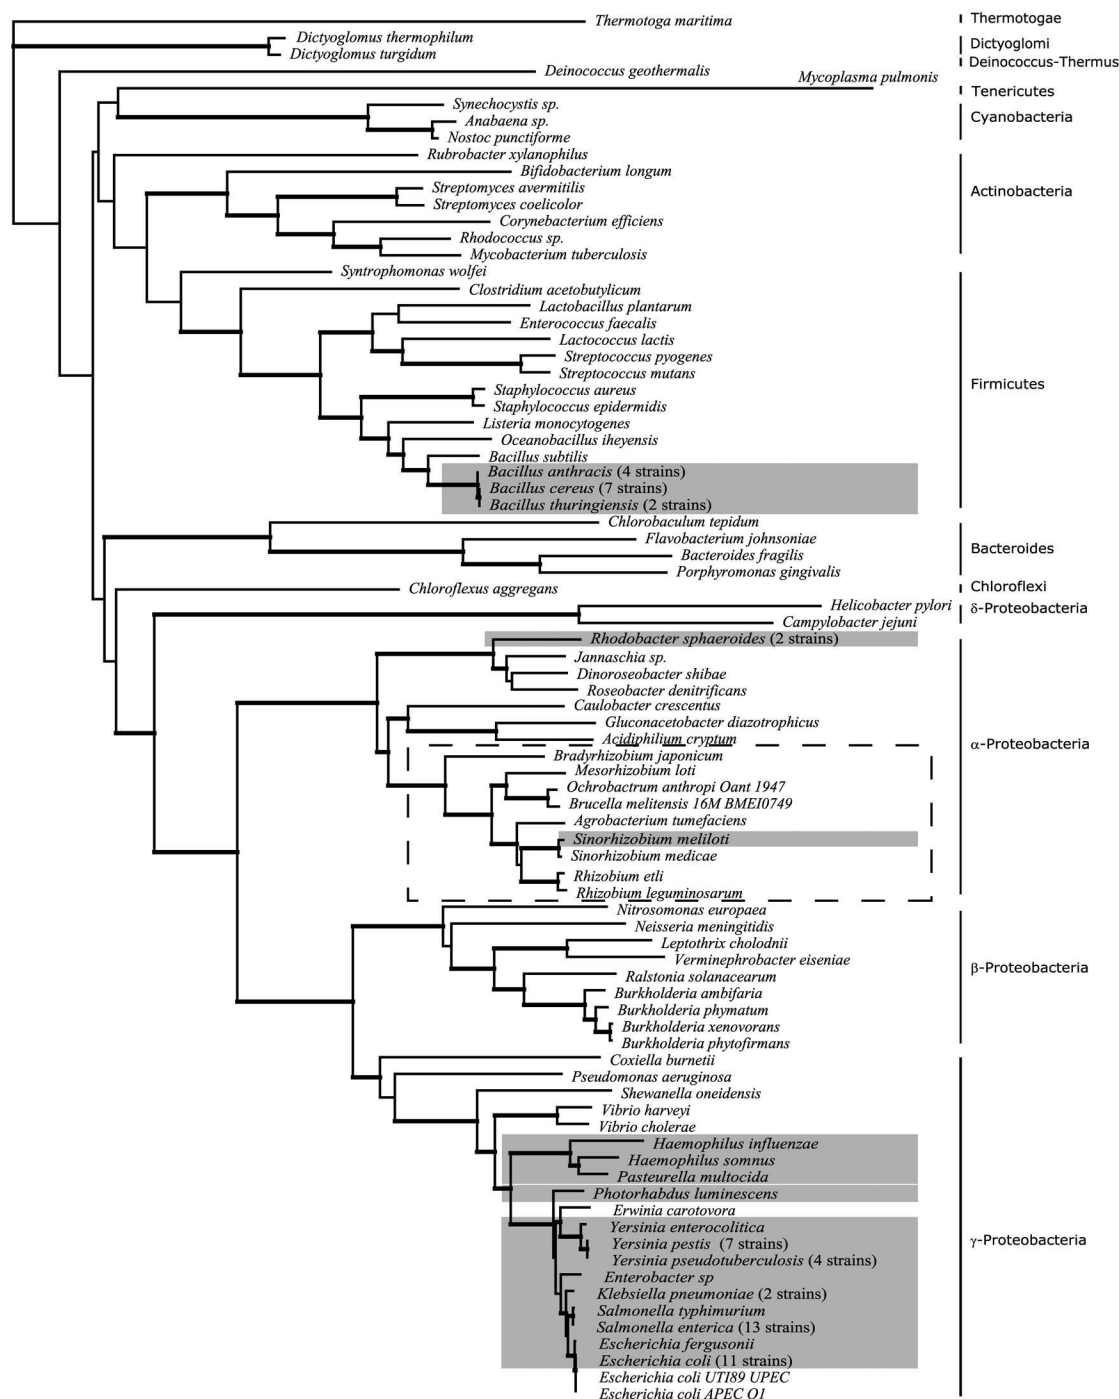 Thermotoga maritima
Thermotogae
Dictyoglomus thermophilum
Dictyoglomi
Dictyoglomus turgidum
Deinococcus-Thermus
Deinococcus geothermalis
Mycoplasma pulmonis
Tenericutes
Synechocystis sp.
Cyanobacteria
Anabaena sp.
Nostoc punctiforme
Rubrobacter xylanophilus
Bifidobacterium longum
Streptomyces avermitilis
Actinobacteria
Streptomyces coelicolor
Corynebacterium efficiens
Rhodococcus sp.
Mycobacterium tuberculosis
Syntrophomonas wolfei
Clostridium acetobutylicum
Lactobacillus plantarum
Enterococcus faecalis
Lactococcus lactis
Streptococcus pyogenes
Streptococcus mutans
Firmicutes
Staphylococcus aureus
Staphylococcus epidermidis
Listeria monocytogenes
Oceanobacillus iheyensis
Bacillus subtilis
Bacillus anthracis (4 strains)
Bacillus cereus (7 strains)
Bacillus thuringiensis (2 strains)
Chlorobaculum tepidum
Flavobacterium johnsoniae
Bacteroides
Bacteroides fragilis
Porphyromonas gingivalis
Chloroflexus aggregans
Chloroflexi
Helicobacter pylori
δ-Proteobacteria
Campylobacter jejuni
Rhodobacter sphaeroides (2 strains)
Jannaschia sp.
Dinoroseobacter shibae
Roseobacter denitrificans
Caulobacter crescentus
Gluconacetobacter diazotrophicus
Acidiphilium cryptum
α-Proteobacteria
Bradyrhizobium japonicum
Mesorhizobium loti
Ochrobactrum anthropi Oant 1947
Brucella melitensis 16M BMEI0749
Agrobacterium tumefaciens
Sinorhizobium meliloti
Sinorhizobium medicae
Rhizobium etli
Rhizobium leguminosarum
Nitrosomonas europaea
Neisseria meningitidis
Leptothrix cholodnii
Verminephrobacter eiseniae
β-Proteobacteria
Ralstonia solanacearum
Burkholderia ambifaria
Burkholderia phymatum
Burkholderia xenovorans
Burkholderia phytofirmans
Coxiella burnetii
Pseudomonas aeruginosa
Shewanella oneidensis
Vibrio harveyi
Vibrio cholerae
Haemophilus influenzae
Haemophilus somnus
Pasteurella multocida
Photorhabdus luminescens
Erwinia carotovora
Yersinia enterocolitica
γ-Proteobacteria
Yersinia pestis (7 strains)
Yersinia pseudotuberculosis (4 strains)
Enterobacter sp
Klebsiella pneumoniae (2 strains)
Salmonella typhimurium
Salmonella enterica (13 strains)
Escherichia fergusonii
Escherichia coli (11 strains)
Escherichia coli UTI89 UPEC
Escherichia coli APEC O1